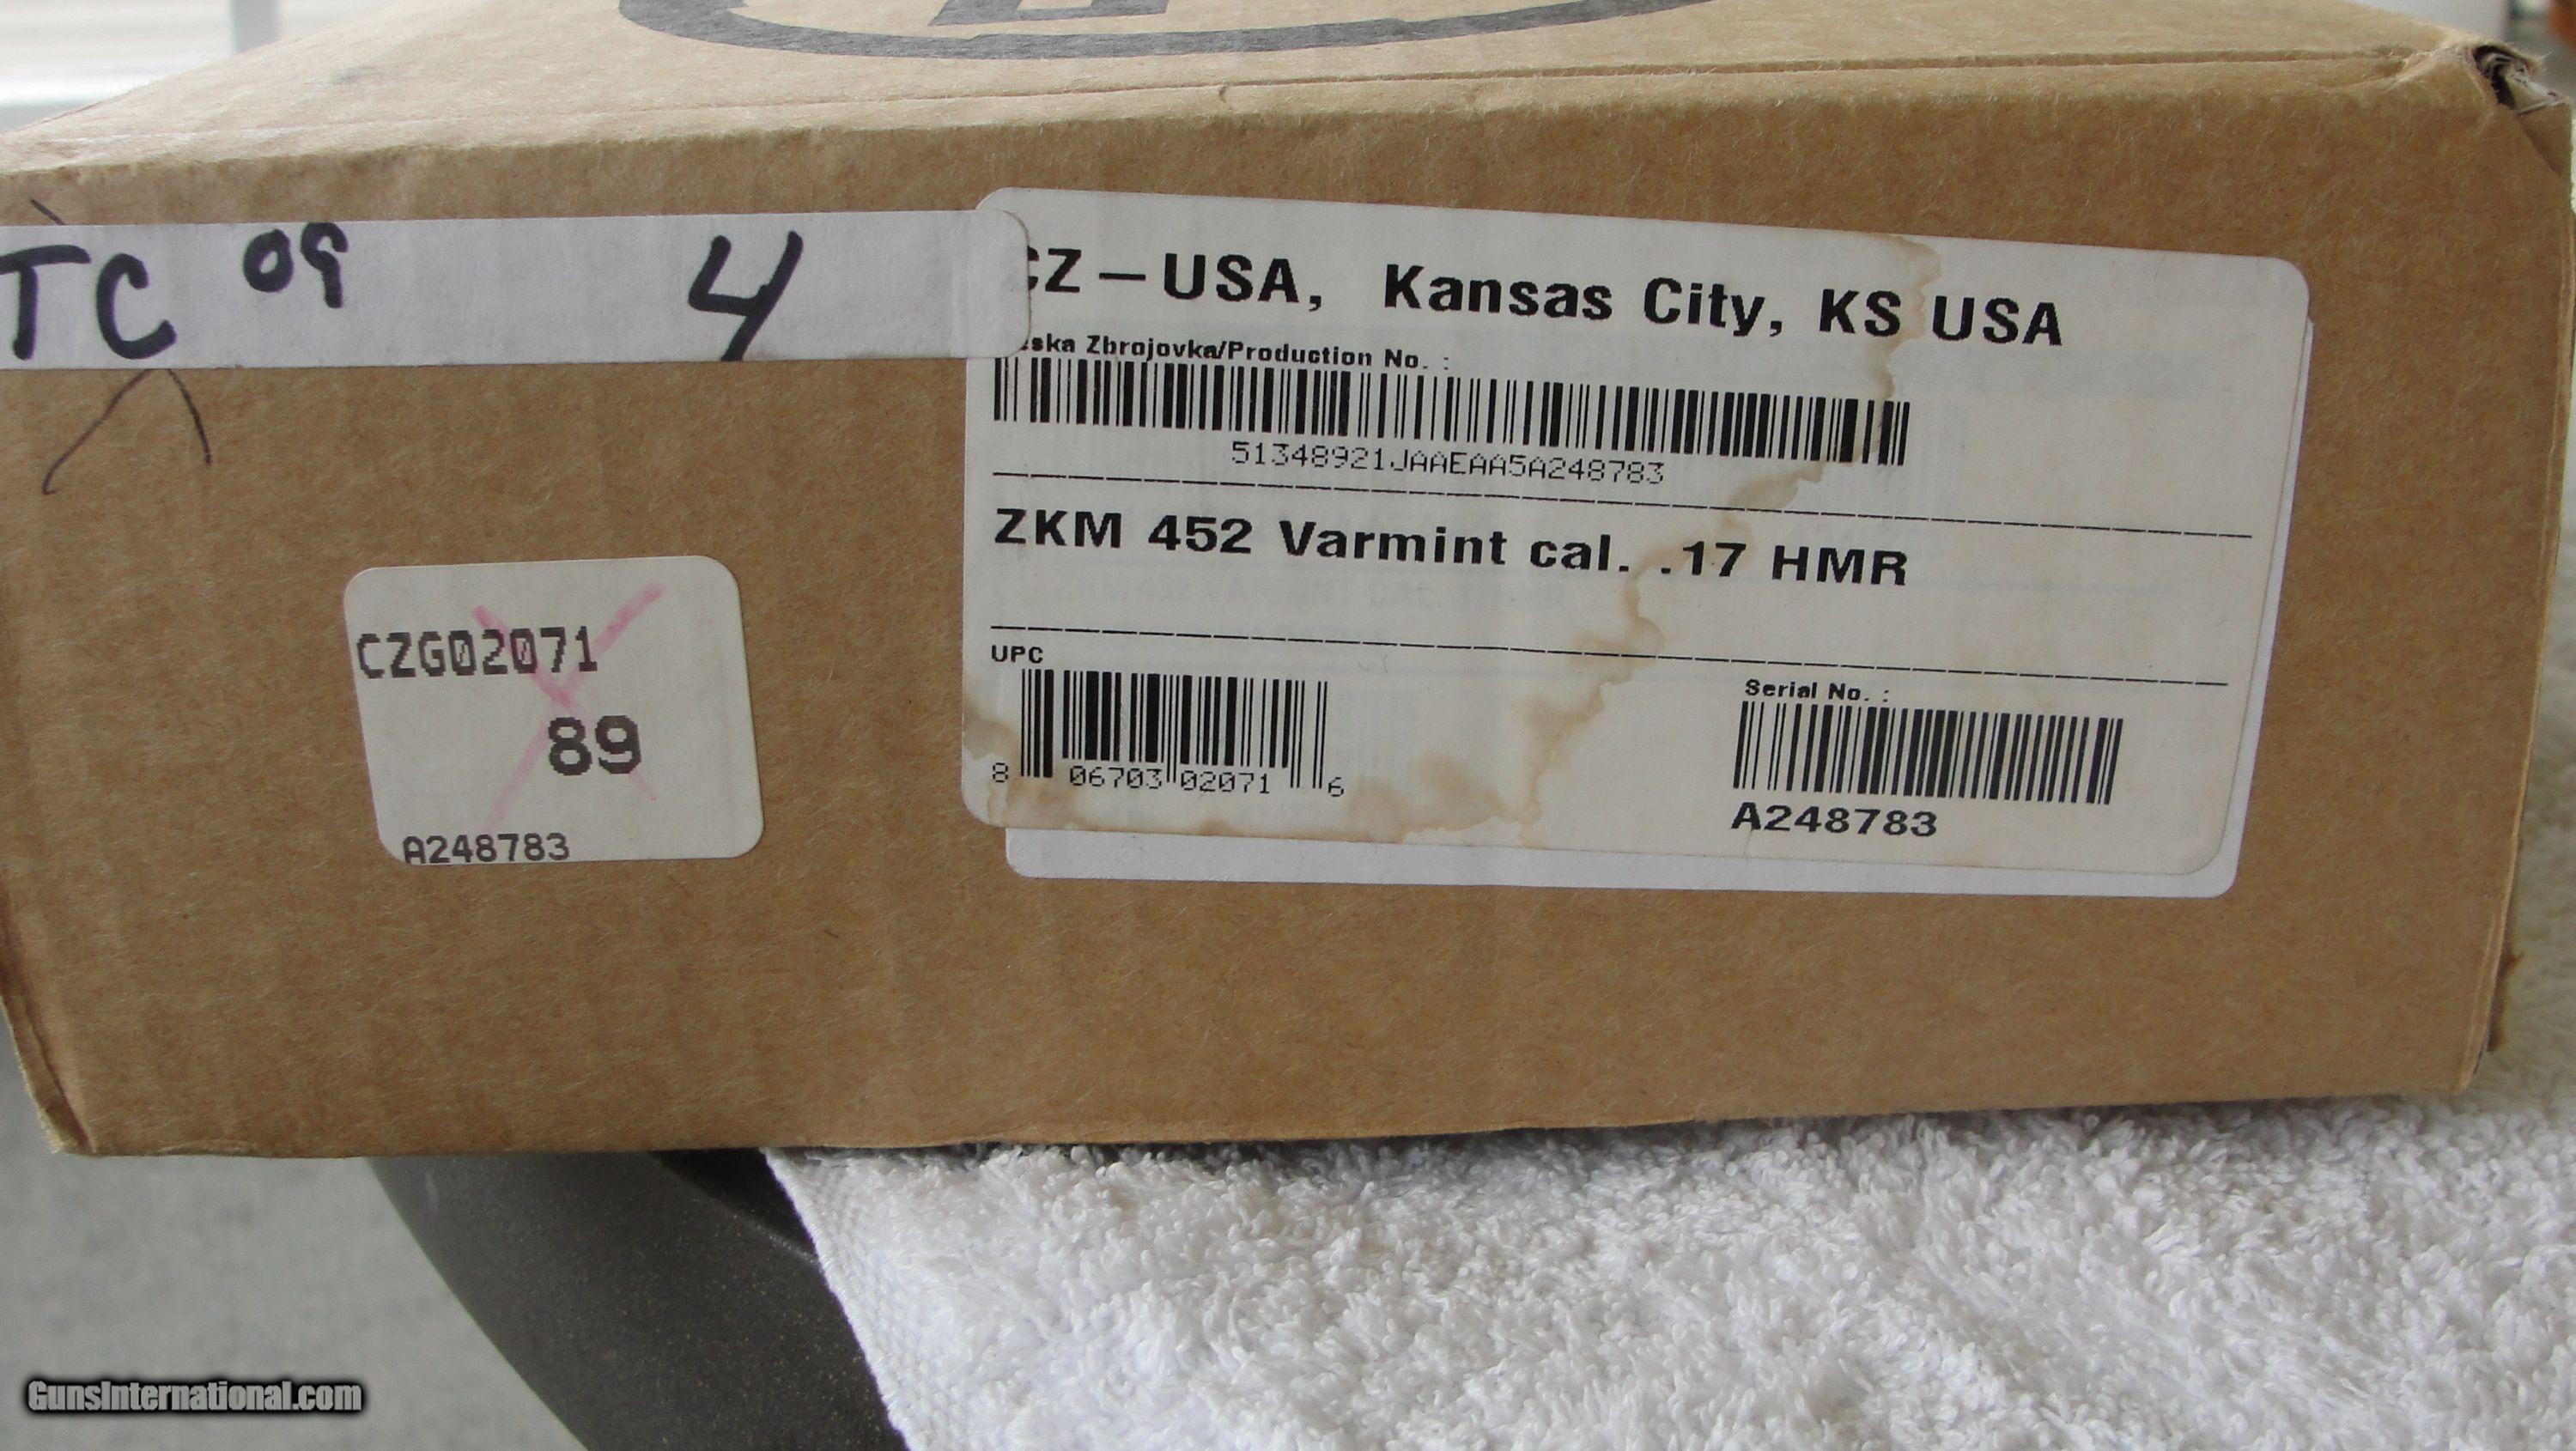 TC 09 4
CZ-USA, Kansas City, KS USA
eska Zbrojovka/Production No. :
51348921JAAEAA5A248783
ZKM 452 Varmint cal. .17 HMR
UPC
8 06703 02071 6
Serial No. :
A248783
CZG02071
89
A248783
GunsInternational.com